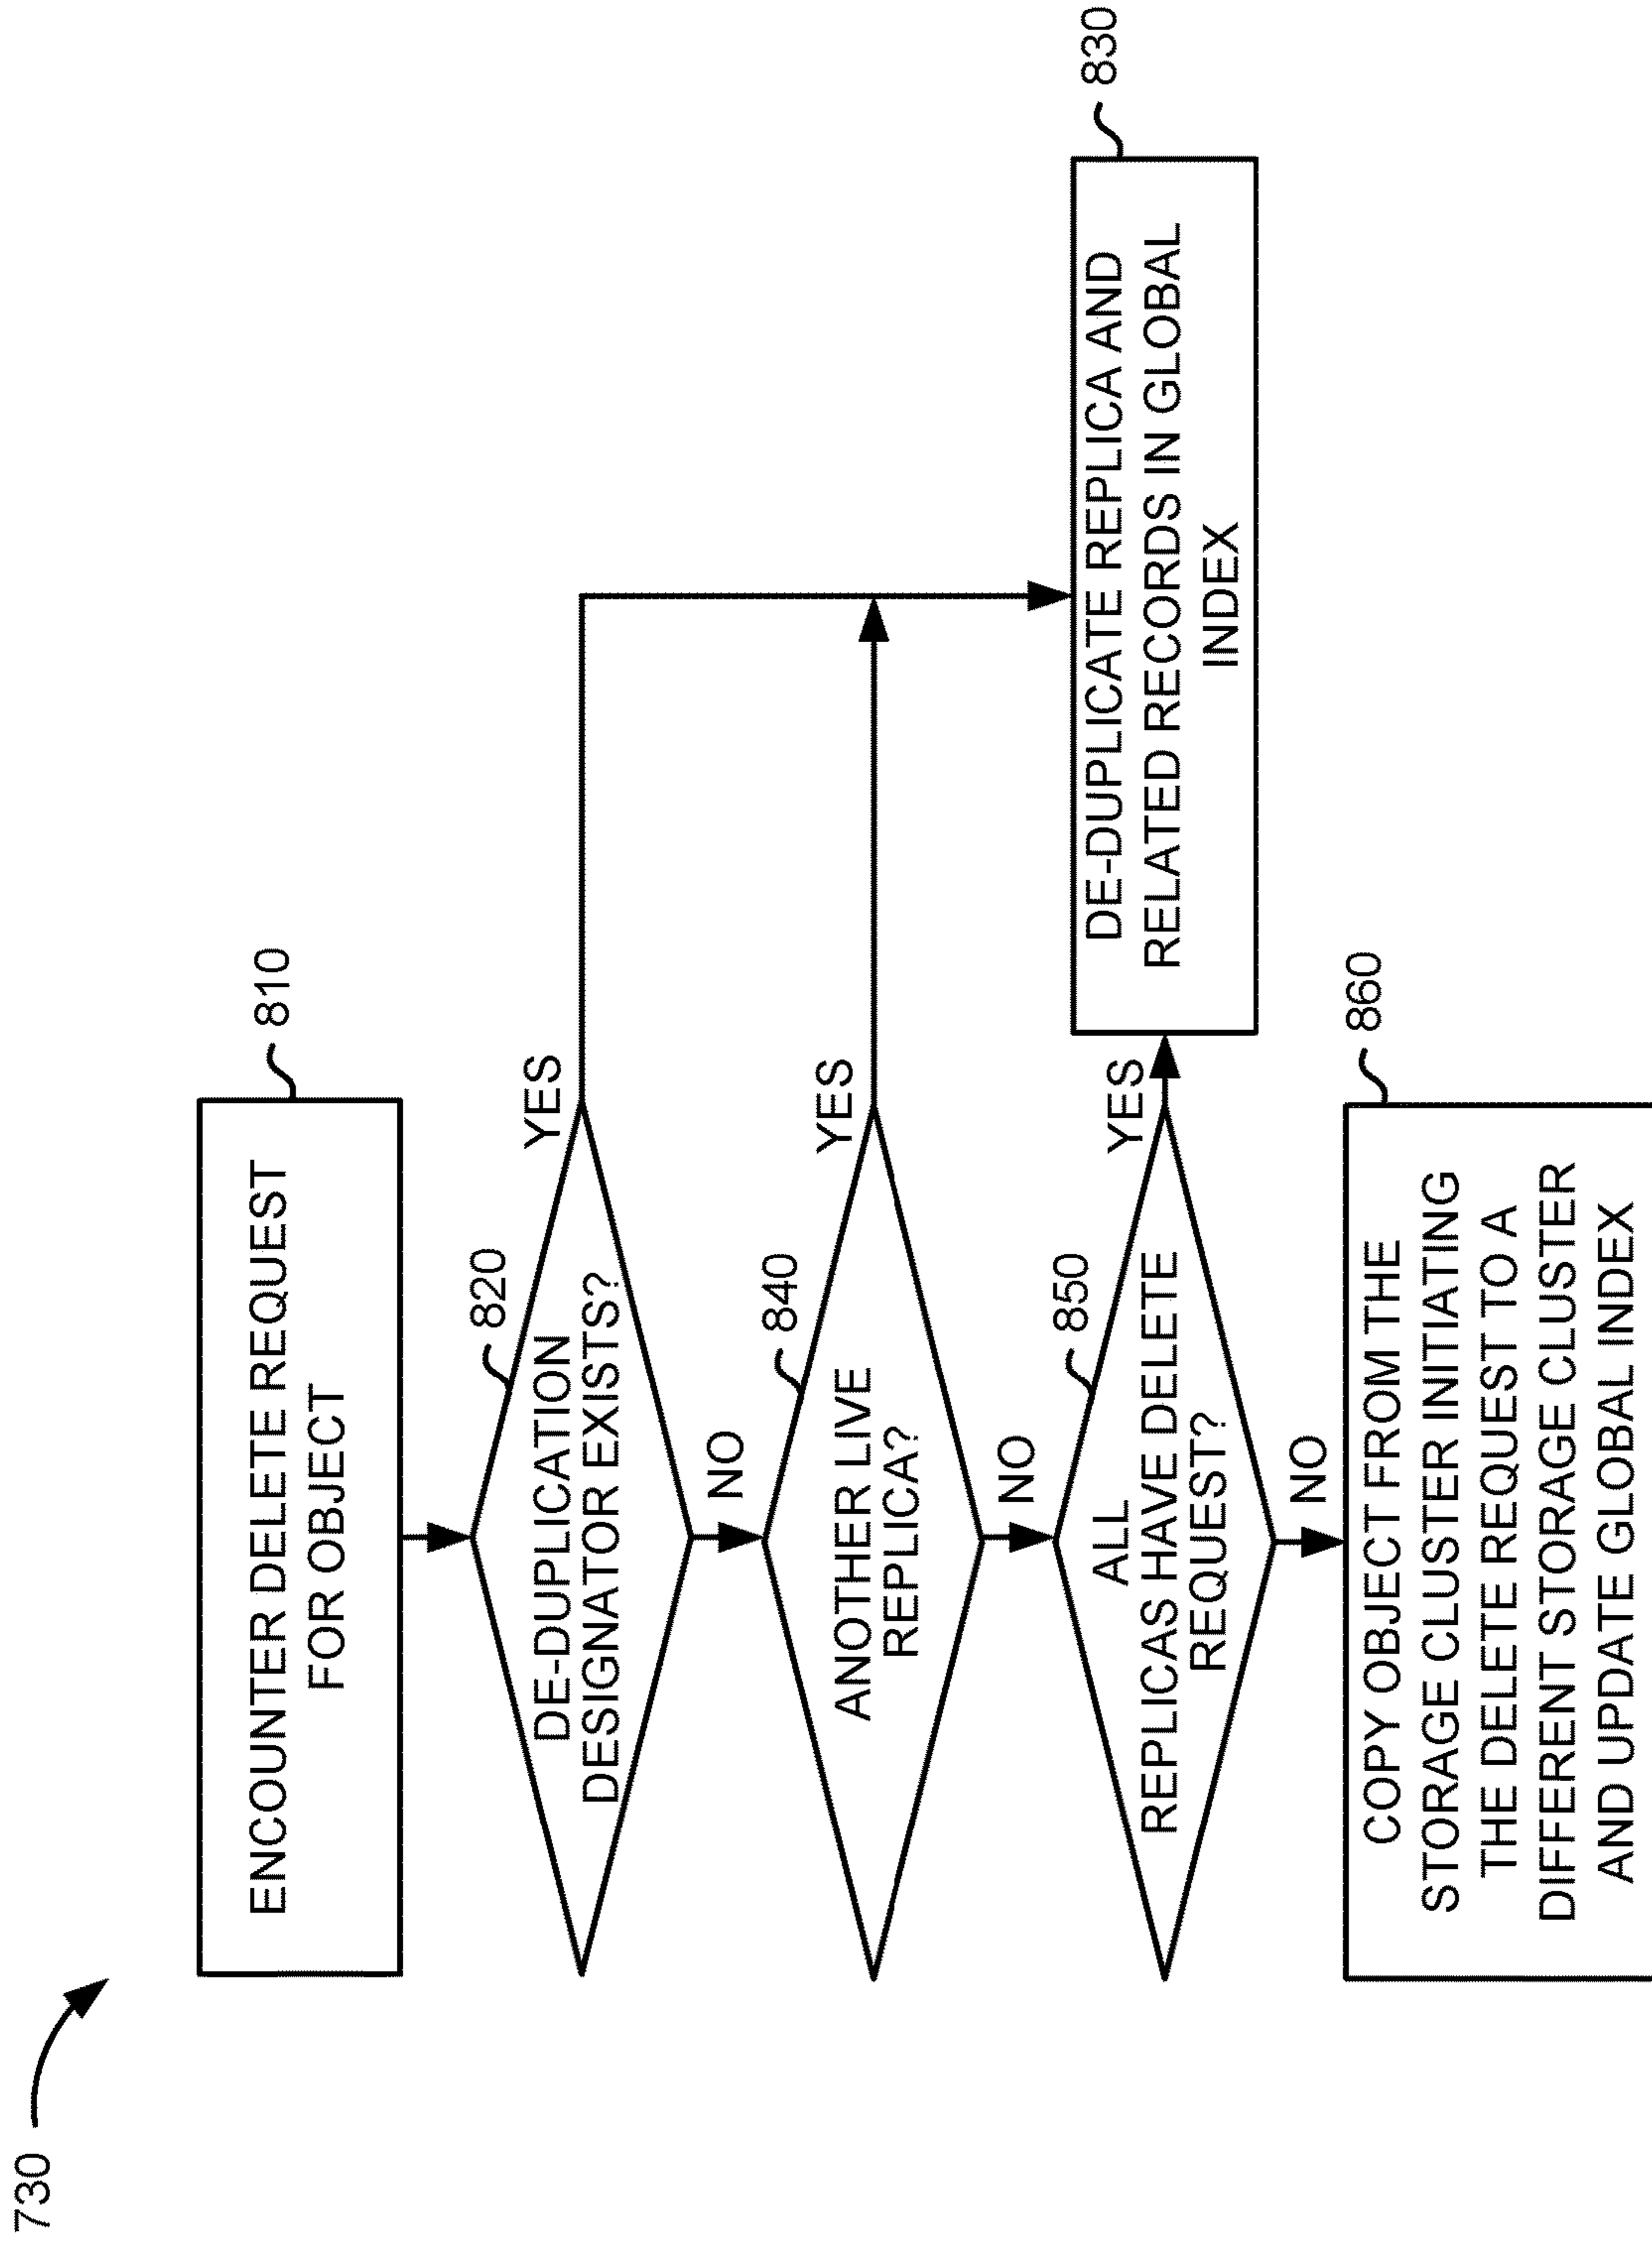 730
810
ENCOUNTER DELETE REQUEST
FOR OBJECT
820
DE-DUPLICATION
DESIGNATOR EXISTS?
YES
NO
840
ANOTHER LIVE
REPLICA?
YES
NO
850
ALL
REPLICAS HAVE DELETE
REQUEST?
YES
NO
830
DE-DUPLICATE REPLICA AND
RELATED RECORDS IN GLOBAL
INDEX
860
COPY OBJECT FROM THE
STORAGE CLUSTER INITIATING
THE DELETE REQUEST TO A
DIFFERENT STORAGE CLUSTER
AND UPDATE GLOBAL INDEX